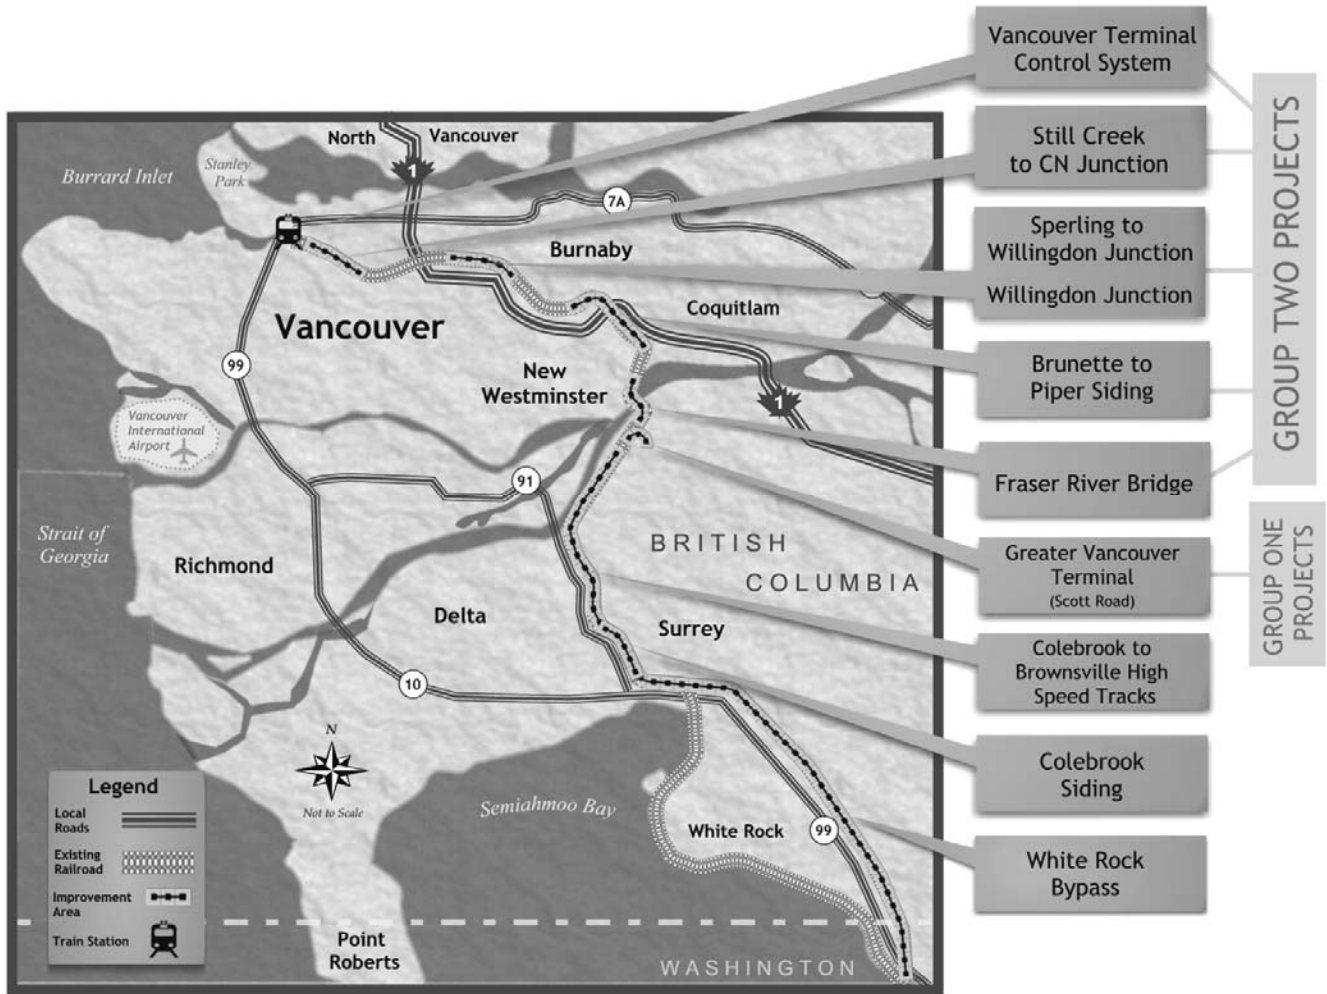 Vancouver Terminal
Control System
Still Creek
to CN Junction
Sperling to
Willingdon Junction
Willingdon Junction
Brunette to
Piper Siding
Fraser River Bridge
Greater Vancouver
Terminal
(Scott Road)
Colebrook to
Brownsville High
Speed Tracks
Colebrook
Siding
White Rock
Bypass
GROUP TWO PROJECTS
GROUP ONE
PROJECTS
North
Vancouver
1
Burrard Inlet
Stanley
Park
7A
Burnaby
Coquitlam
Vancouver
99
New
Westminster
1
Vancouver
International
Airport
91
Strait of
Georgia
Richmond
BRITISH
COLUMBIA
Delta
Surrey
10
N
Not to Scale
Semiahmoo Bay
White Rock
99
Legend
Local
Roads
Existing
Railroad
Improvement
Area
Train Station
Point
Roberts
WASHINGTON